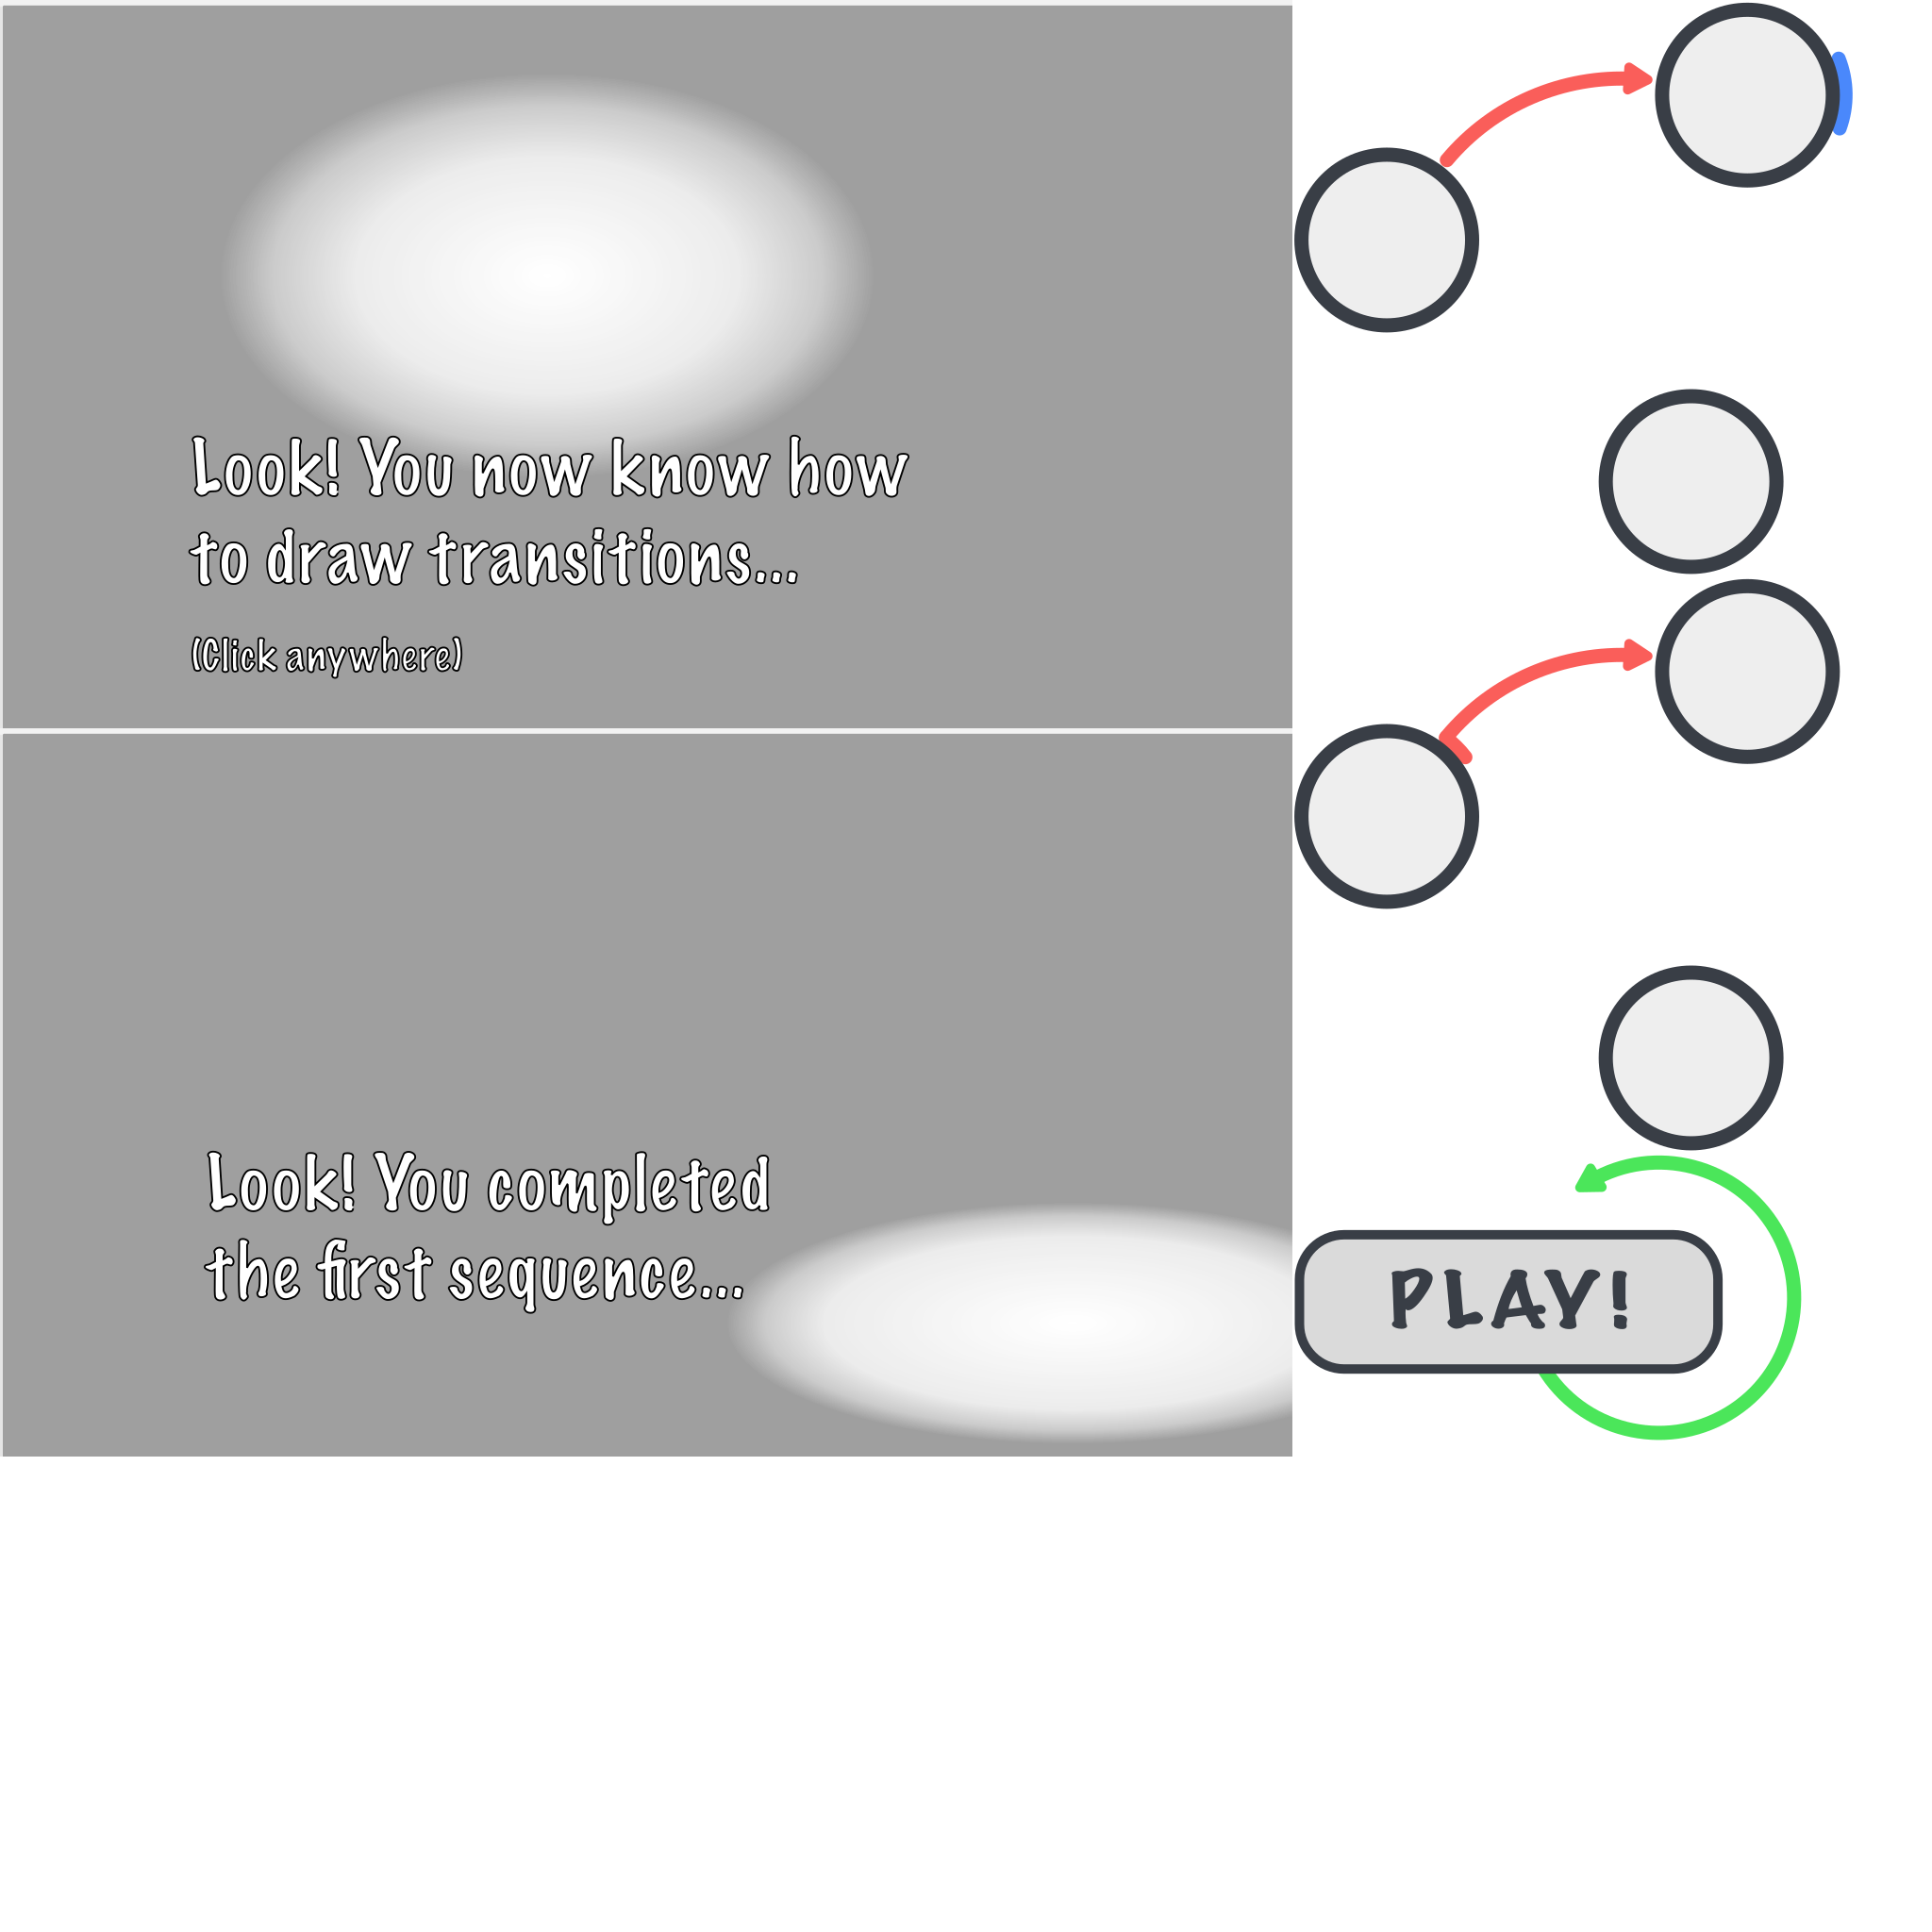 Look! You now know how
to draw transitions...
(Click anywhere)
Look! You completed
the first sequence...
PLAY!